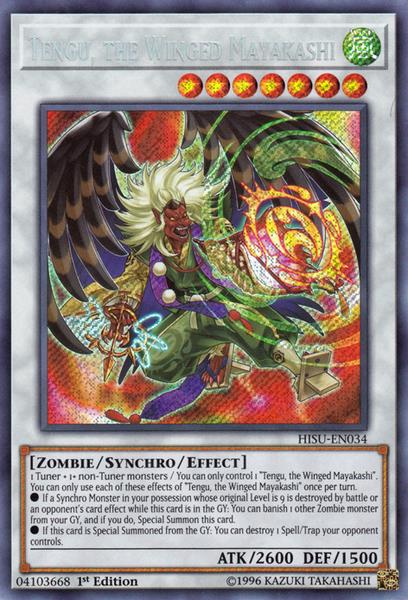 TENGU, THE WINGED MAYAKASHI
HISU-EN034
[ZOMBIE/SYNCHRO/EFFECT]
1 Tuner + 1+ non-Tuner monsters / You can only control 1 "Tengu, the Winged Mayakashi".
You can only use each of these effects of "Tengu, the Winged Mayakashi" once per turn.
● If a Synchro Monster in your possession whose original Level is 9 is destroyed by battle or
an opponent's card effect while this card is in the GY: You can banish 1 other Zombie monster
from your GY, and if you do, Special Summon this card.
● If this card is Special Summoned from the GY: You can destroy 1 Spell/Trap your opponent
controls.
ATK/2600 DEF/1500
04103668 1st Edition ©1996 KAZUKI TAKAHASHI